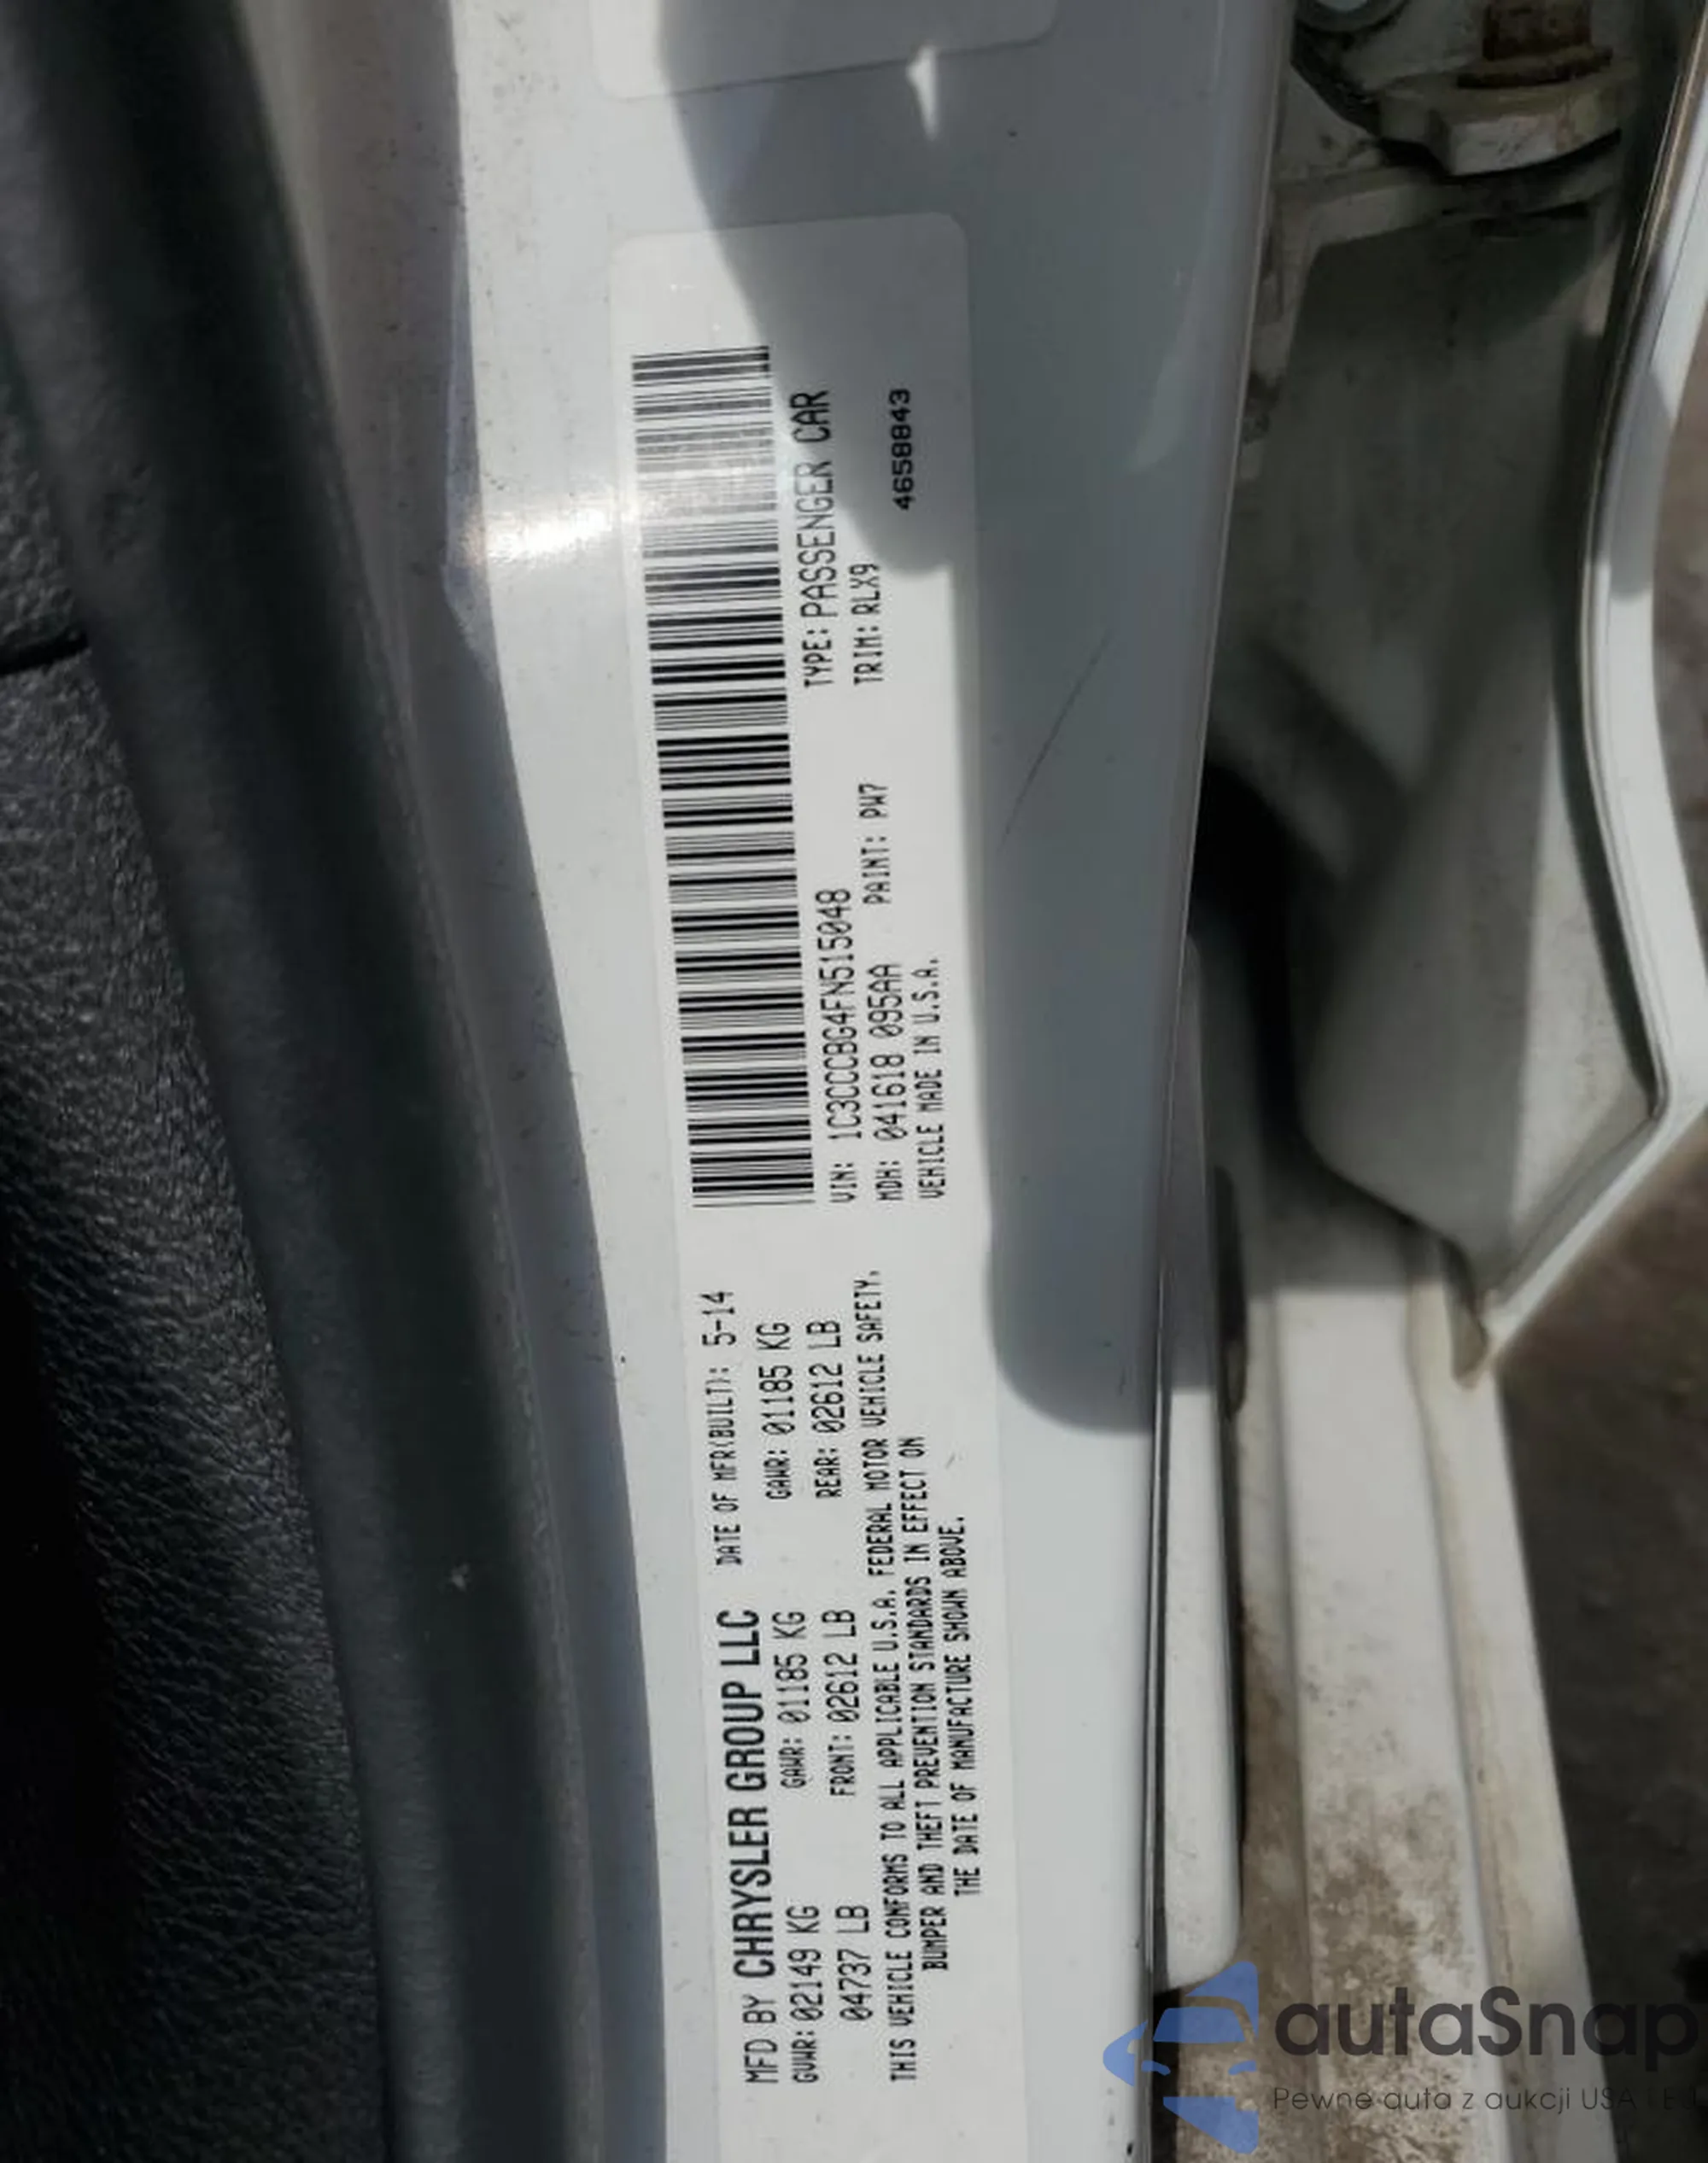 MFD BY CHRYSLER GROUP LLC DATE OF MFR(BUILT): 5-14
GVWR: 02149 KG GAWR: 01185 KG GAWR: 01185 KG
04737 LB FRONT: 02612 LB REAR: 02612 LB
THIS VEHICLE CONFORMS TO ALL APPLICABLE U.S.A. FEDERAL MOTOR VEHICLE SAFETY,
BUMPER AND THEFT PREVENTION STANDARDS IN EFFECT ON
THE DATE OF MANUFACTURE SHOWN ABOVE.
VIN: 1C3CCCBG4FN515048 TYPE: PASSENGER CAR
MDH: 041618 095AA PAINT: PW7 TRIM: RLX9
VEHICLE MADE IN U.S.A. 4658843
autaSnap
Pewne auta z aukcji USA i EU